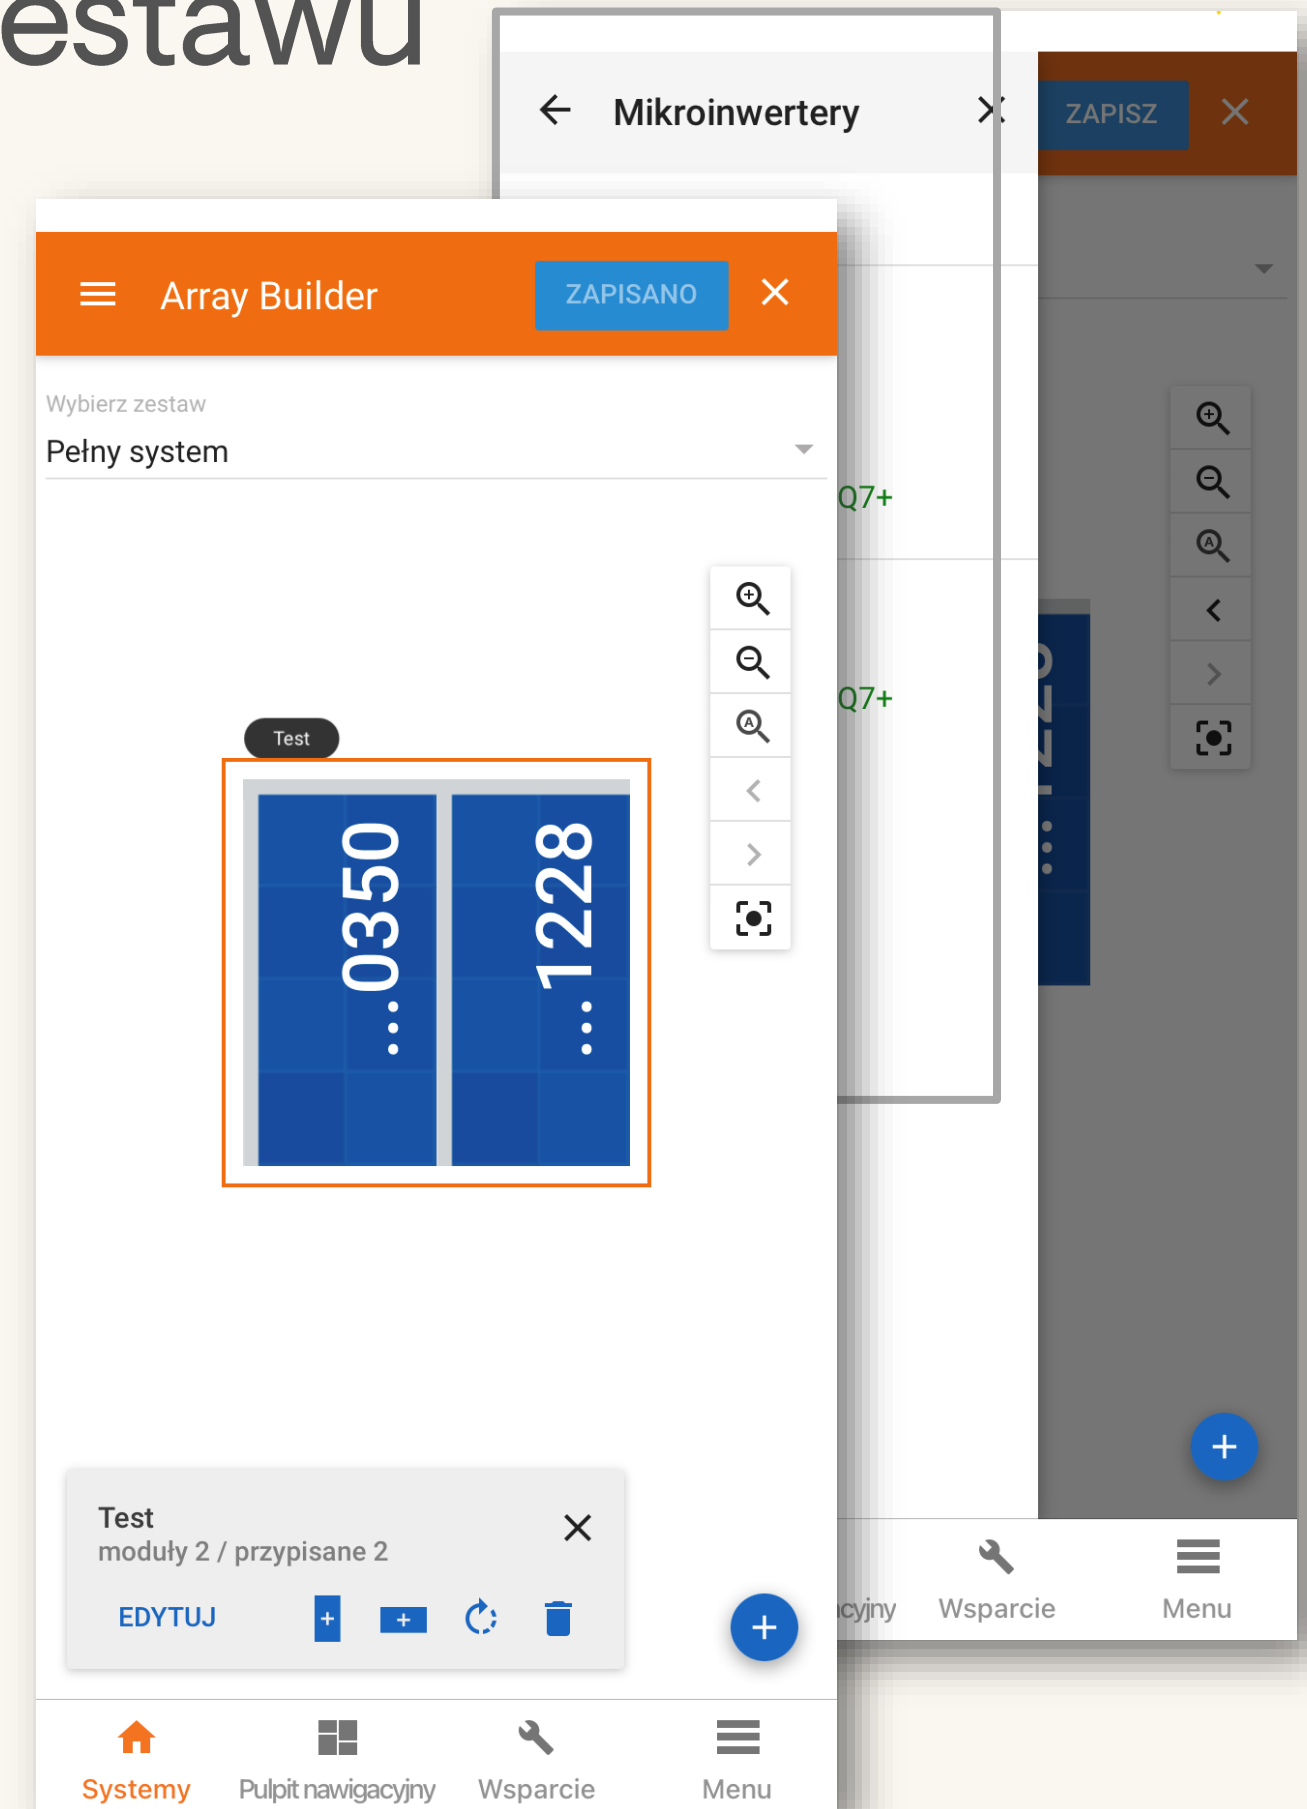 estawu
Mikroinwertery
ZAPISZ
Array Builder
ZAPISANO
Wybierz zestaw
Pełny system
Q7+
Q7+
Test
...0350
...1228
Test
moduły 2 / przypisane 2
EDYTUJ
Wsparcie
Menu
Systemy
Pulpit nawigacyjny
Wsparcie
Menu